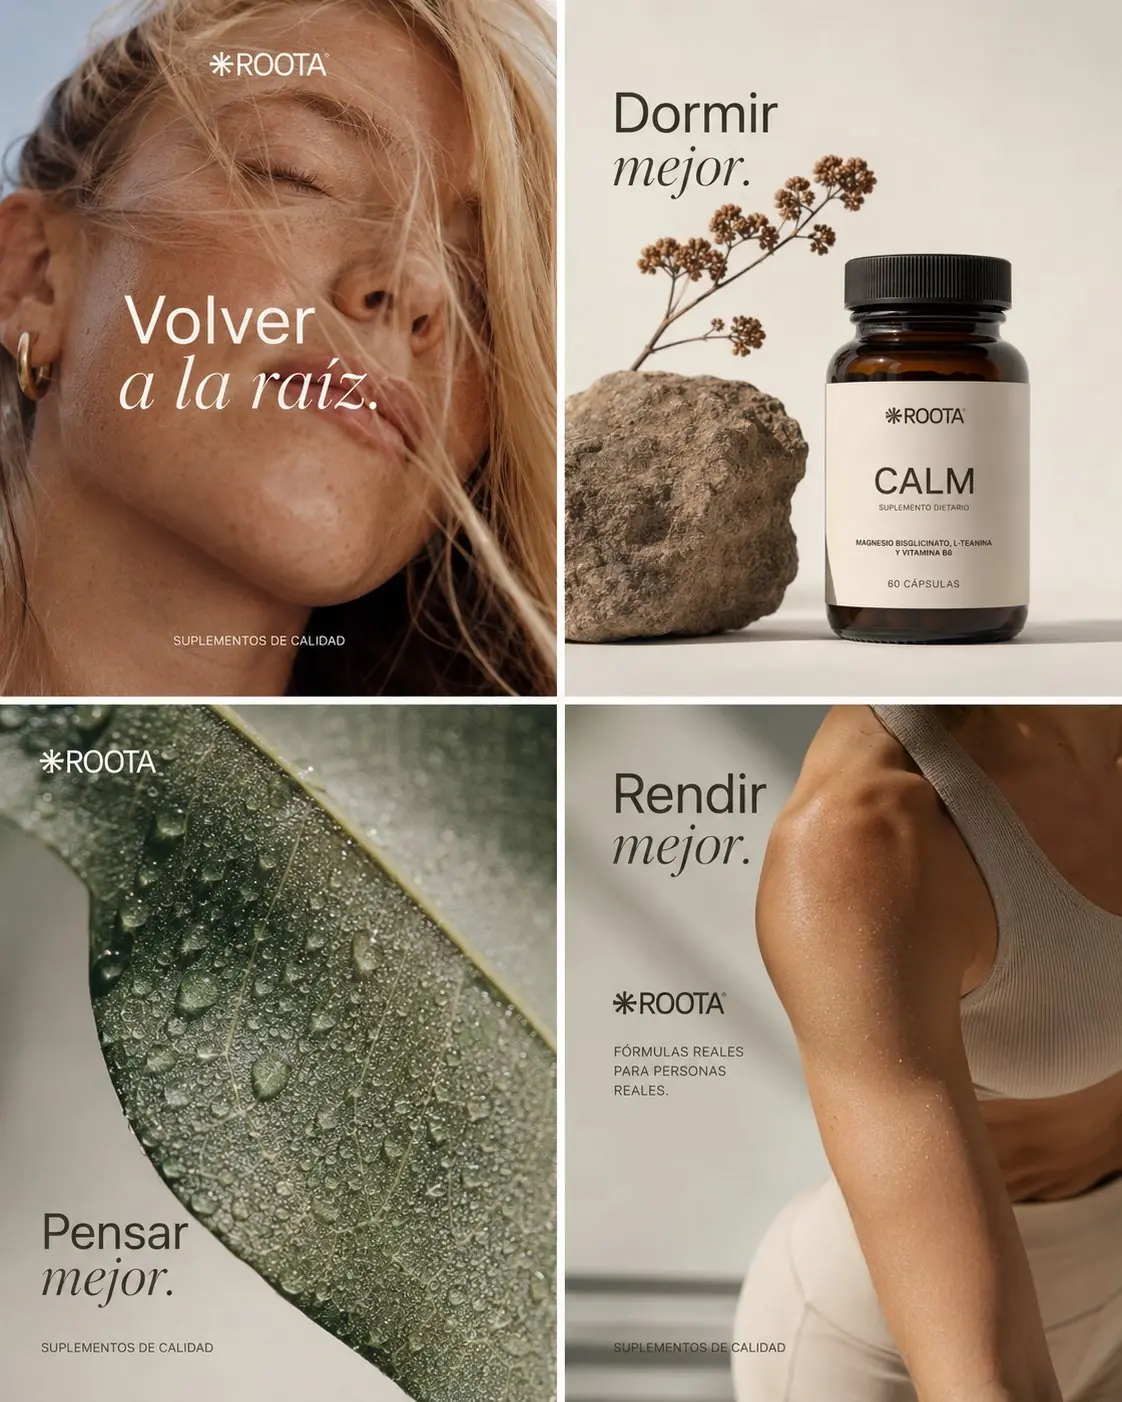 ROOTA
Volver
a la raíz.
SUPLEMENTOS DE CALIDAD
Dormir
mejor.
ROOTA
CALM
SUPLEMENTO DIETARIO
MAGNESIO BISGLICINATO, L-TEANINA
Y VITAMINA B6
60 CÁPSULAS
ROOTA
Pensar
mejor.
SUPLEMENTOS DE CALIDAD
Rendir
mejor.
ROOTA
FÓRMULAS REALES
PARA PERSONAS
REALES.
SUPLEMENTOS DE CALIDAD